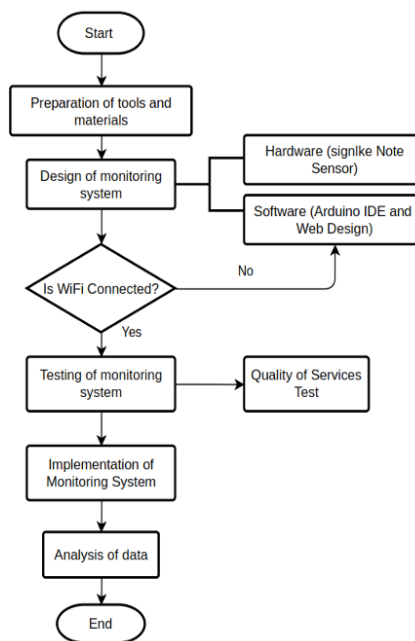 Start
Preparation of tools and
materials
Design of monitoring
system
Hardware (signlke Note
Sensor)
Software (Arduino IDE and
Web Design)
Is WiFi Connected?
No
Yes
Testing of monitoring
system
Quality of Services
Test
Implementation of
Monitoring System
Analysis of data
End